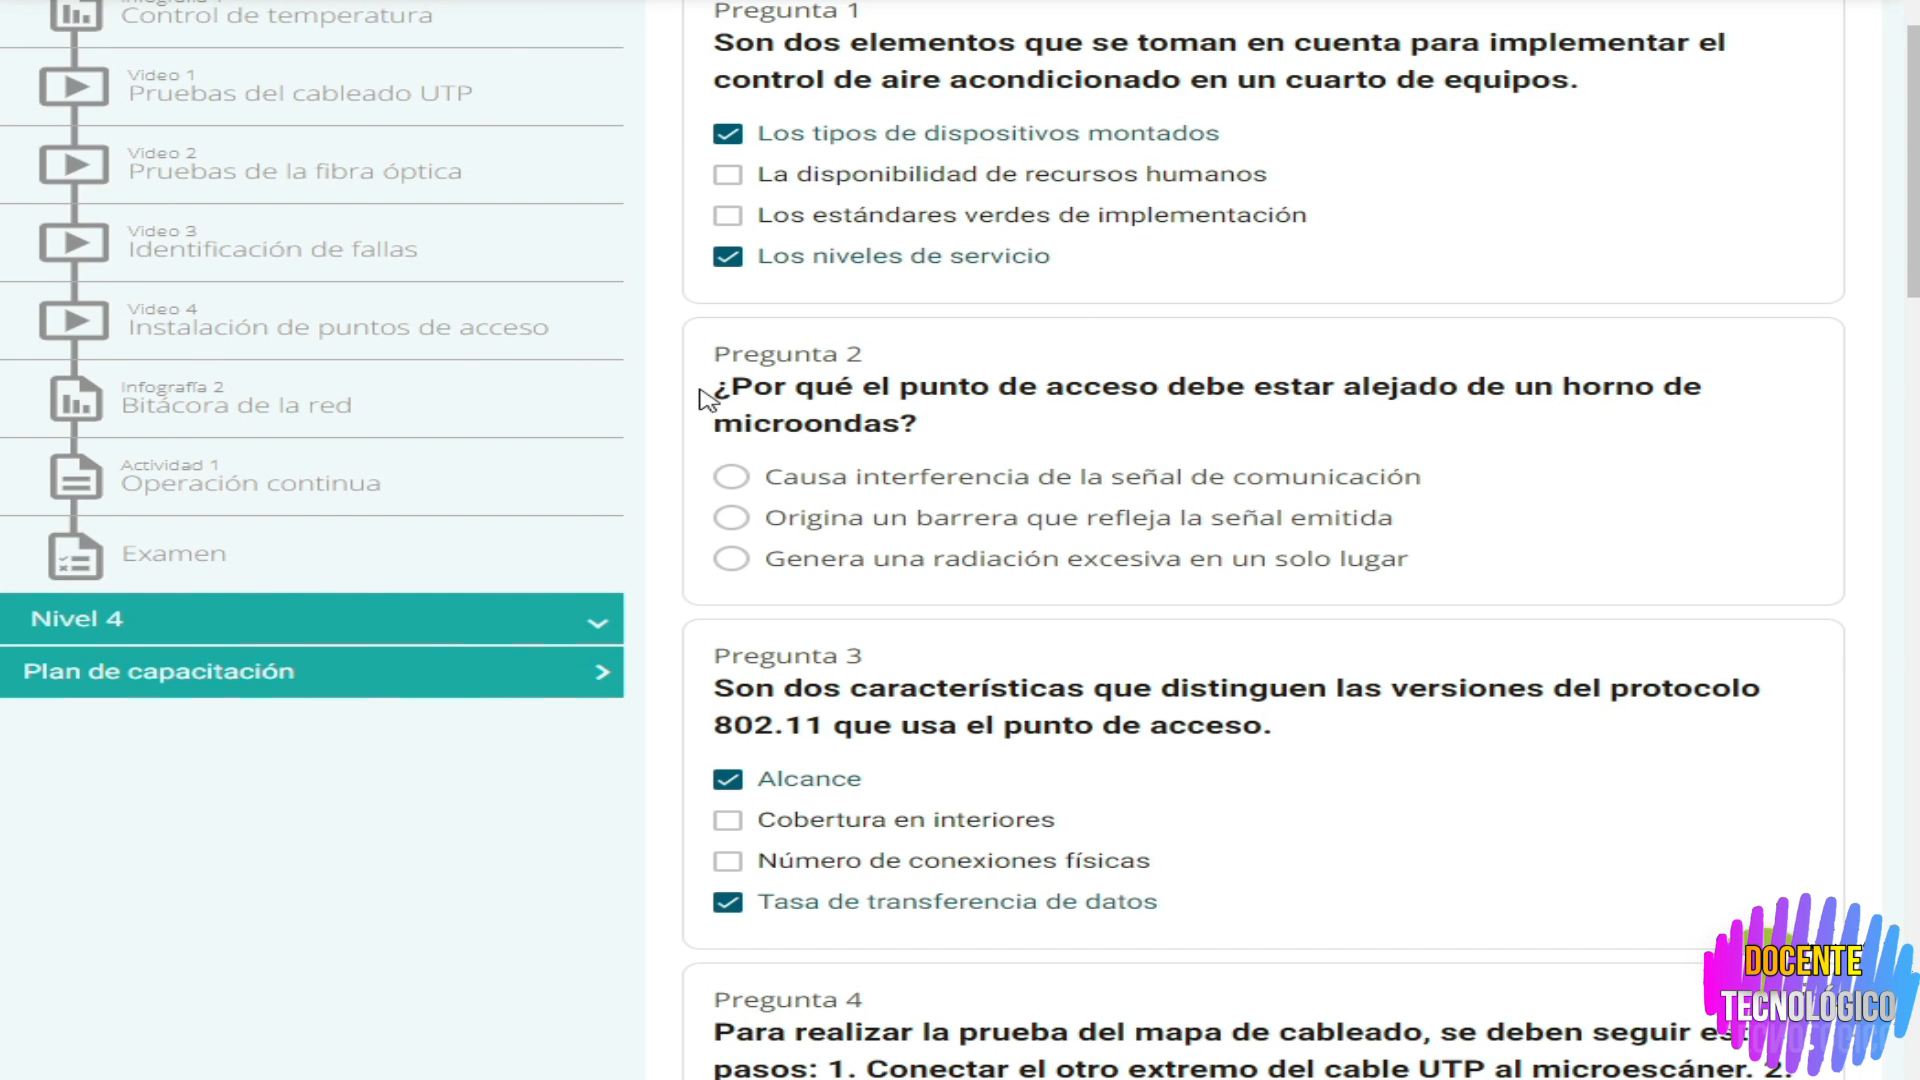 Control de temperatura
Video 1
Pruebas del cableado UTP
Video 2
Pruebas de la fibra óptica
Video 3
Identificación de fallas
Video 4
Instalación de puntos de acceso
Infografía 2
Bitácora de la red
Actividad 1
Operación continua
Examen
Nivel 4
Plan de capacitación
Pregunta 1
Son dos elementos que se toman en cuenta para implementar el
control de aire acondicionado en un cuarto de equipos.
Los tipos de dispositivos montados
La disponibilidad de recursos humanos
Los estándares verdes de implementación
Los niveles de servicio
Pregunta 2
¿Por qué el punto de acceso debe estar alejado de un horno de
microondas?
Causa interferencia de la señal de comunicación
Origina un barrera que refleja la señal emitida
Genera una radiación excesiva en un solo lugar
Pregunta 3
Son dos características que distinguen las versiones del protocolo
802.11 que usa el punto de acceso.
Alcance
Cobertura en interiores
Número de conexiones físicas
Tasa de transferencia de datos
Pregunta 4
Para realizar la prueba del mapa de cableado, se deben seguir
pasos: 1. Conectar el otro extremo del cable UTP al microescáner. 2.
DOCENTE
TECNOLÓGICO